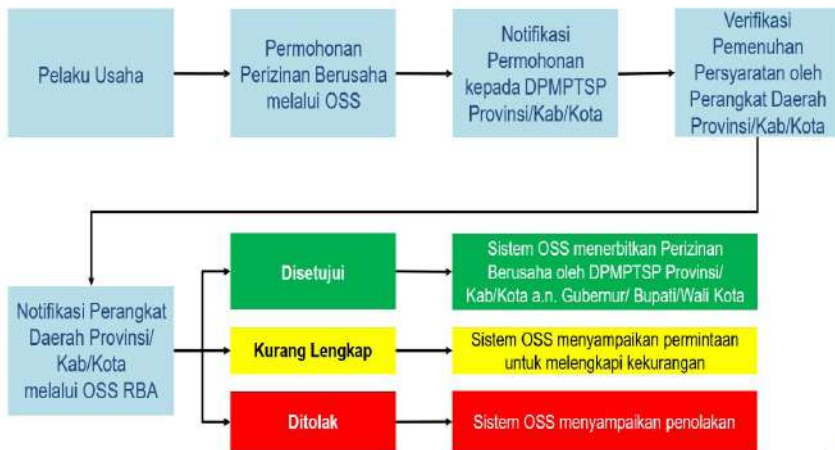 Pelaku Usaha
Permohonan
Perizinan Berusaha
melalui OSS
Notifikasi
Permohonan
kepada DPMPTSP
Provinsi/Kab/Kota
Verifikasi
Pemenuhan
Persyaratan oleh
Perangkat Daerah
Provinsi/Kab/Kota
Notifikasi Perangkat
Daerah Provinsi/
Kab/Kota
melalui OSS RBA
Disetujui
Sistem OSS menerbitkan Perizinan
Berusaha oleh DPMPTSP Provinsi/
Kab/Kota a.n. Gubernur/ Bupati/Wali Kota
Kurang Lengkap
Sistem OSS menyampaikan permintaan
untuk melengkapi kekurangan
Ditolak
Sistem OSS menyampaikan penolakan